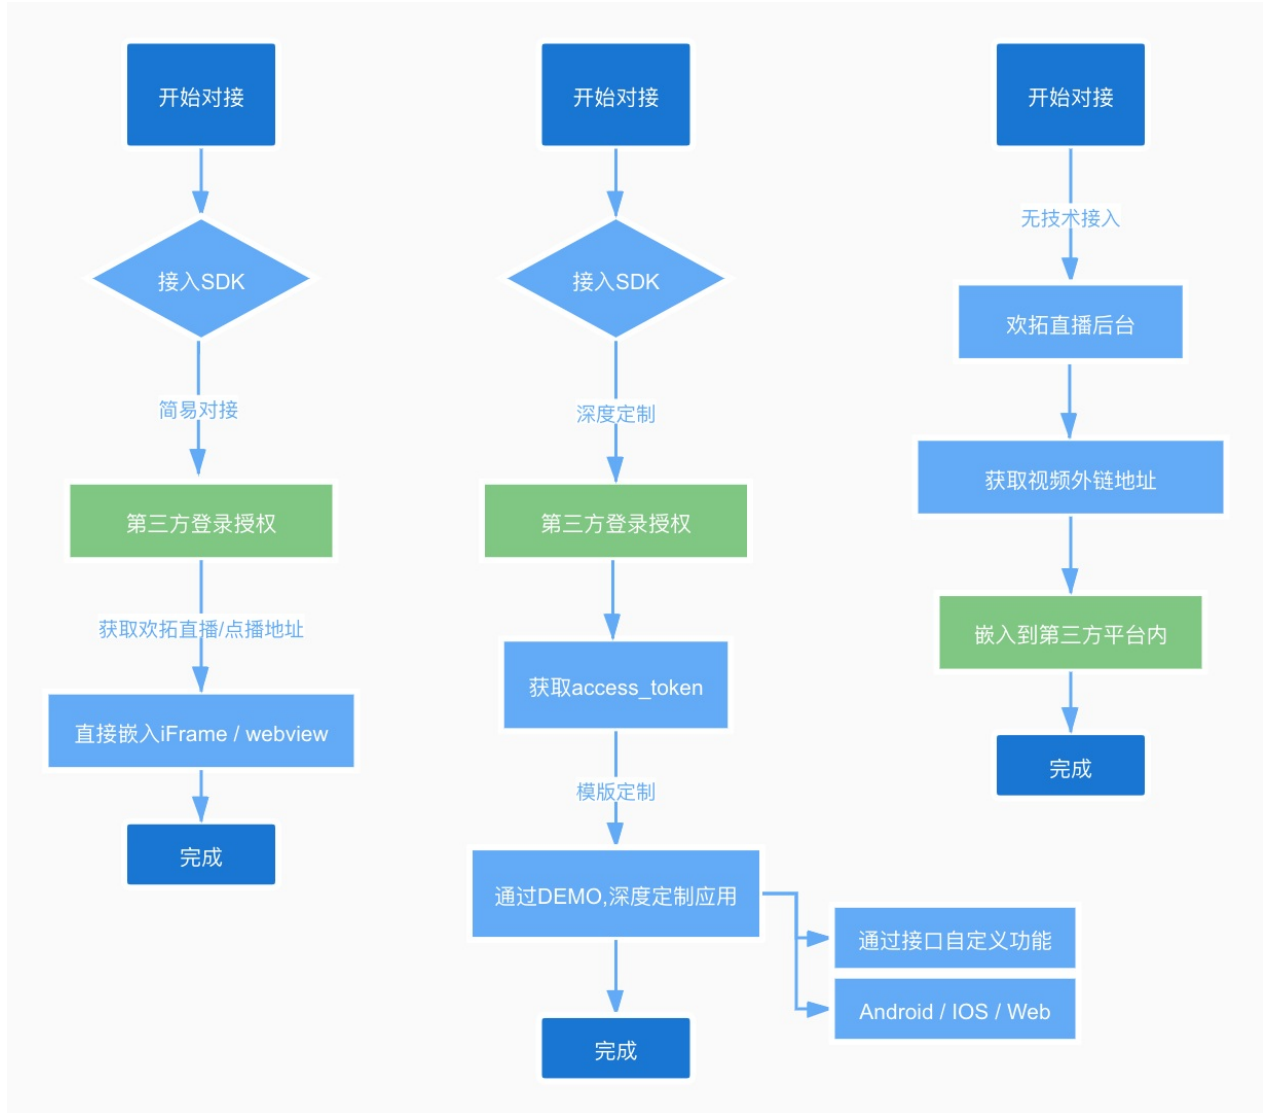 开始对接
接入SDK
简易对接
第三方登录授权
获取欢拓直播/点播地址
直接嵌入iFrame / webview
完成
开始对接
接入SDK
深度定制
第三方登录授权
获取access_token
模版定制
通过DEMO,深度定制应用
通过接口自定义功能
Android / IOS / Web
完成
开始对接
无技术接入
欢拓直播后台
获取视频外链地址
嵌入到第三方平台内
完成